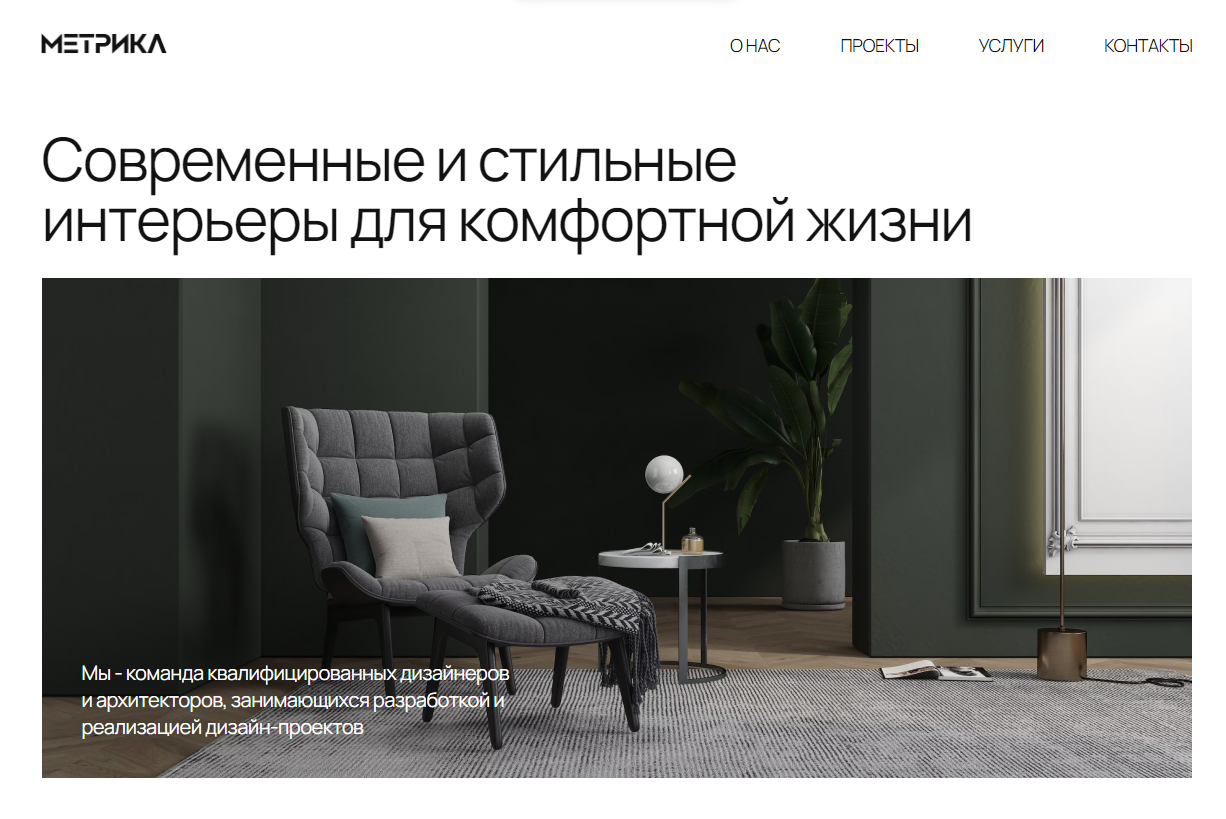 МЕТРИКА
О НАС
ПРОЕКТЫ
УСЛУГИ
КОНТАКТЫ
Современные и стильные
интерьеры для комфортной жизни
Мы - команда квалифицированных дизайнеров
и архитекторов, занимающихся разработкой и
реализацией дизайн-проектов